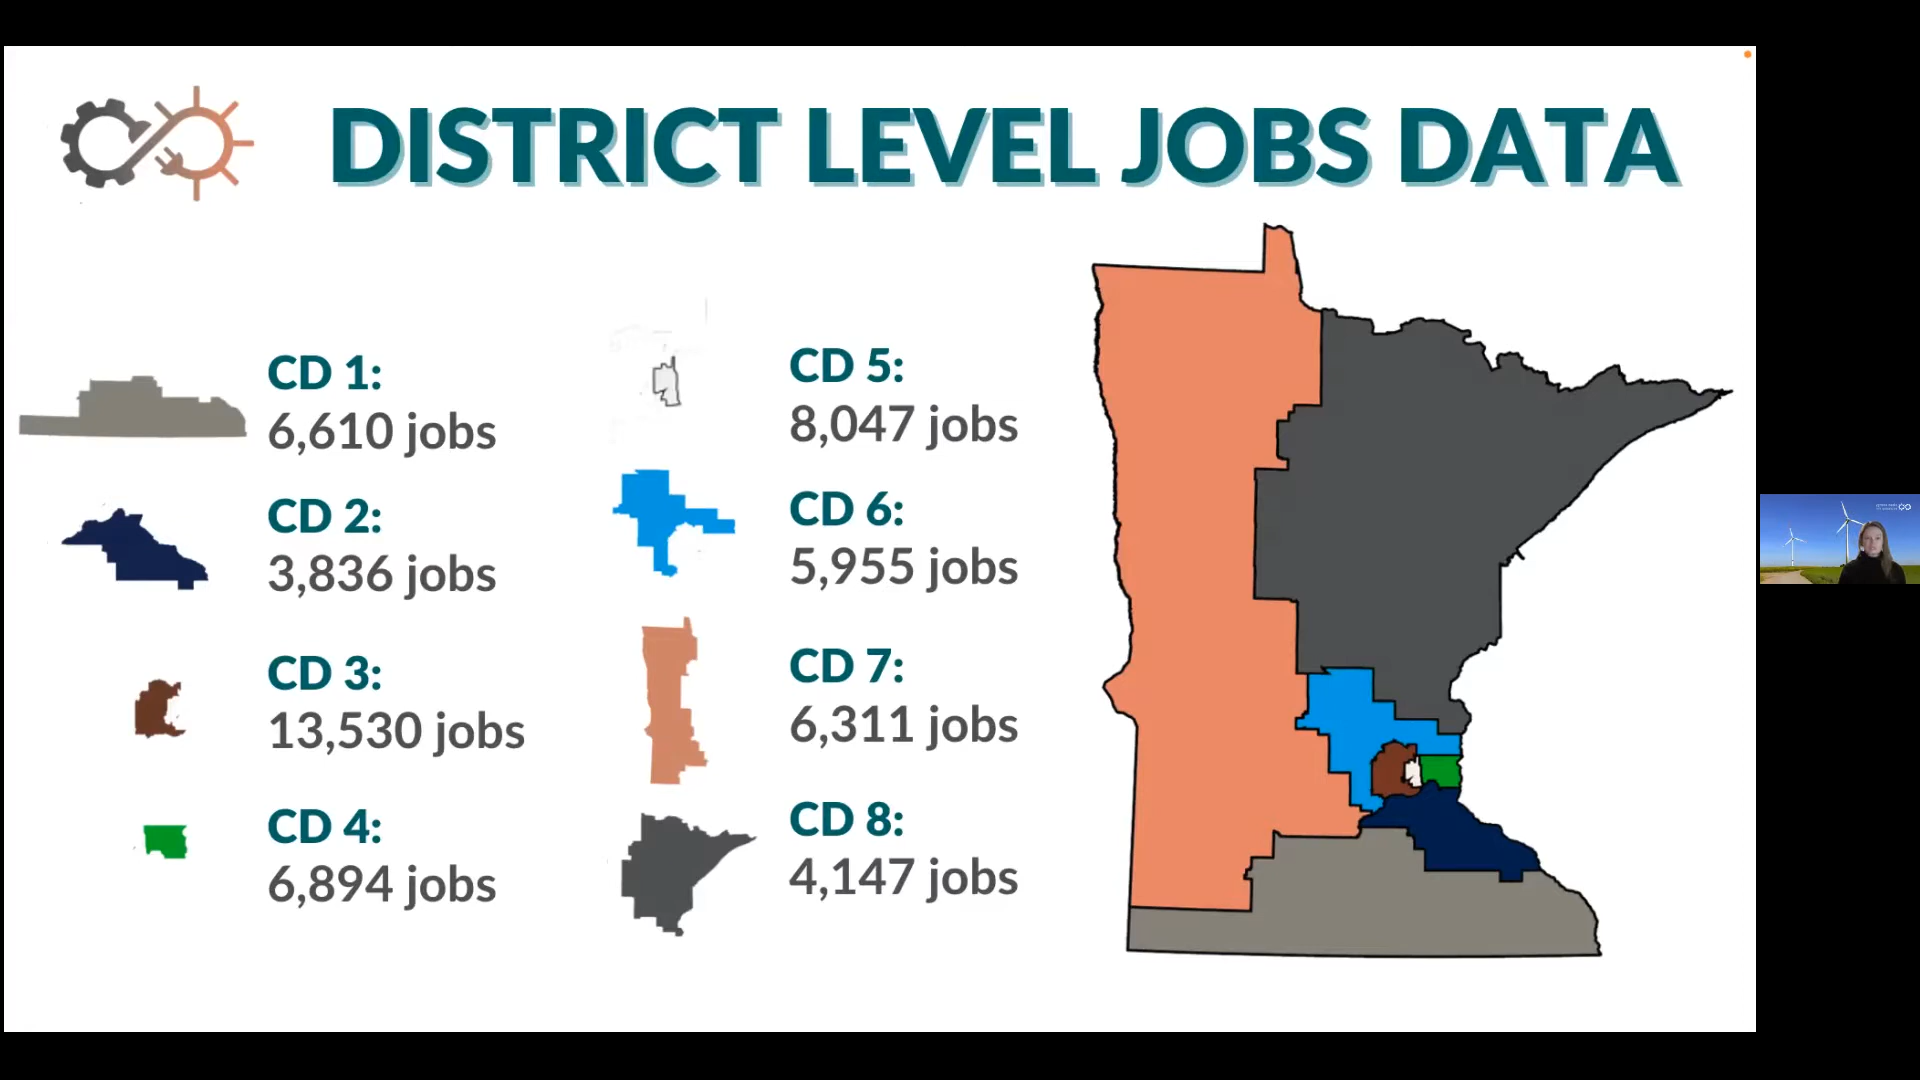 DISTRICT LEVEL JOBS DATA
CD 1:
6,610 jobs
CD 2:
3,836 jobs
CD 3:
13,530 jobs
CD 4:
6,894 jobs
CD 5:
8,047 jobs
CD 6:
5,955 jobs
CD 7:
6,311 jobs
CD 8:
4,147 jobs